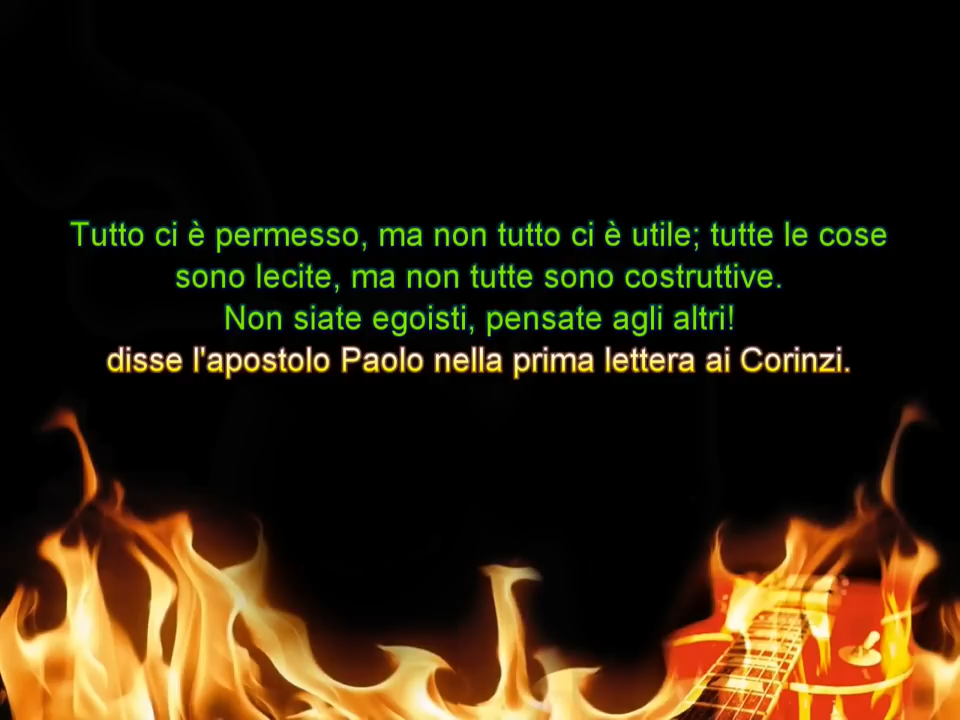 Tutto ci è permesso, ma non tutto ci è utile; tutte le cose
sono lecite, ma non tutte sono costruttive.
Non siate egoisti, pensate agli altri!
disse l'apostolo Paolo nella prima lettera ai Corinzi.